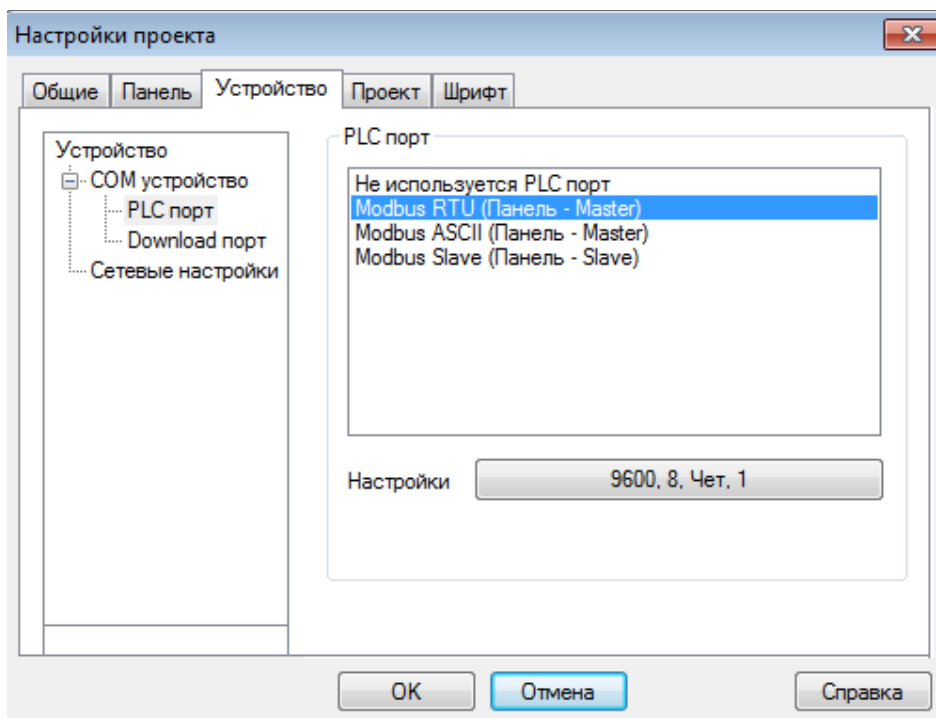 Настройки проекта
Общие Панель Устройство Проект Шрифт
Устройство
COM устройство
PLC порт
Download порт
Сетевые настройки
PLC порт
Не используется PLC порт
Modbus RTU (Панель - Master)
Modbus ASCII (Панель - Master)
Modbus Slave (Панель - Slave)
Настройки 9600, 8, Чет, 1
OK Отмена Справка